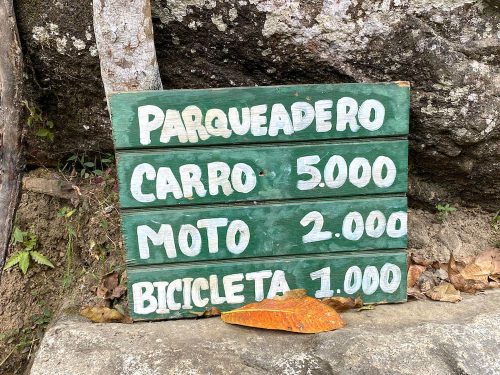 PARQUEADERO
CARRO 5.000
MOTO 2.000
BICICLETA 1.000